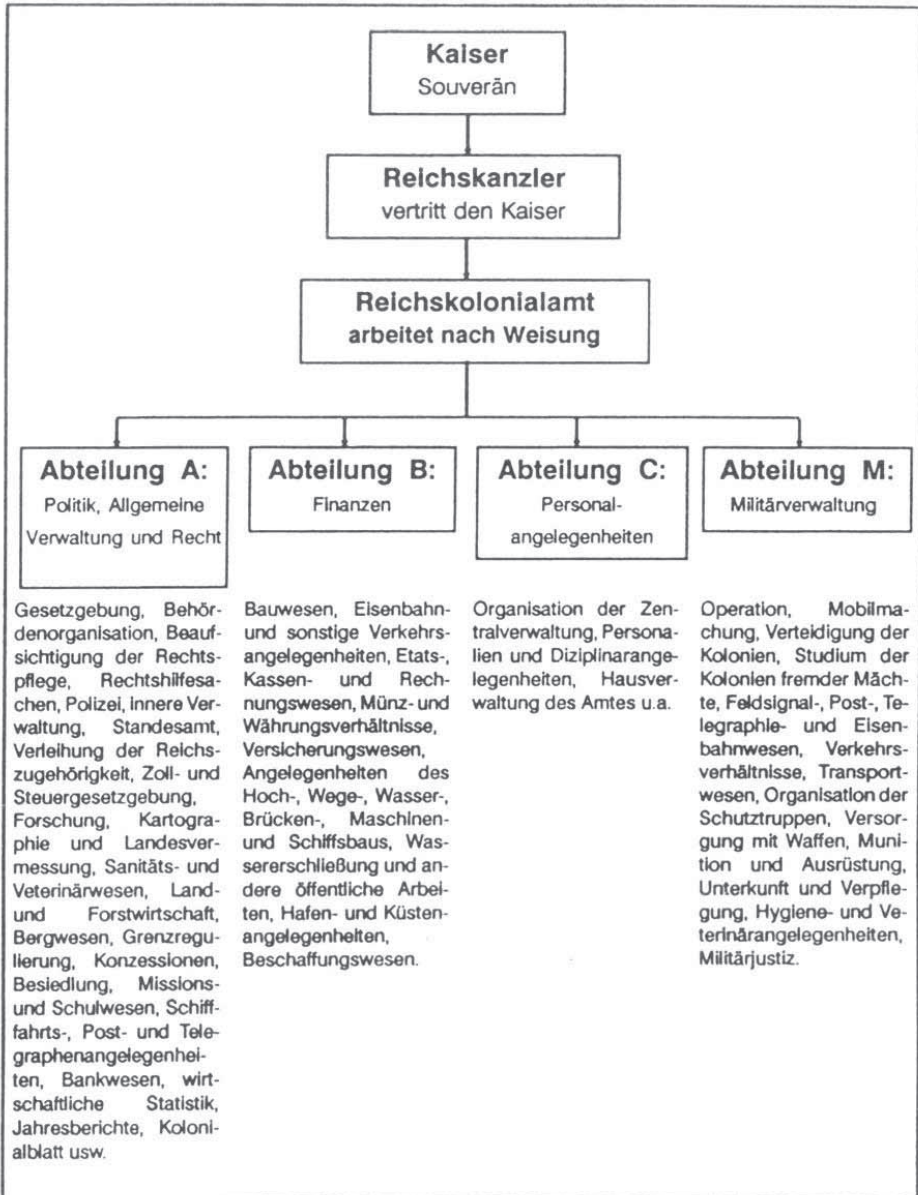 Kaiser
Souverän
Reichskanzler
vertritt den Kaiser
Reichskolonialamt
arbeitet nach Weisung
Abteilung A:
Politik, Allgemeine
Verwaltung und Recht
Abteilung B:
Finanzen
Abteilung C:
Personal-
angelegenheiten
Abteilung M:
Militärverwaltung
Gesetzgebung, Behör-
denorganisation, Beauf-
sichtigung der Rechts-
pflege, Rechtshilfesa-
chen, Polizei, innere Ver-
waltung, Standesamt,
Verleihung der Reichs-
zugehörigkeit, Zoll- und
Steuergesetzgebung,
Forschung, Kartogra-
phie und Landesver-
messung, Sanitäts- und
Veterinärwesen, Land-
und Forstwirtschaft,
Bergwesen, Grenzregu-
lierung, Konzessionen,
Besiedlung, Missions-
und Schulwesen, Schiff-
fahrts-, Post- und Tele-
graphenangelegenhei-
ten, Bankwesen, wirt-
schaftliche Statistik,
Jahresberichte, Koloni-
alblatt usw.
Bauwesen, Eisenbahn-
und sonstige Verkehrs-
angelegenheiten, Etats-,
Kassen- und Rech-
nungswesen, Münz- und
Währungsverhältnisse,
Versicherungswesen,
Angelegenheiten des
Hoch-, Wege-, Wasser-,
Brücken-, Maschinen-
und Schiffsbaus, Was-
sererschließung und an-
dere öffentliche Arbei-
ten, Hafen- und Küsten-
angelegenheiten,
Beschaffungswesen.
Organisation der Zen-
tralverwaltung, Persona-
lien und Diziplinarange-
legenheiten, Hausver-
waltung des Amtes u.a.
Operation, Mobilma-
chung, Verteidigung der
Kolonien, Studium der
Kolonien fremder Mäch-
te, Feldsignal-, Post-, Te-
legraphie- und Eisen-
bahnwesen, Verkehrs-
verhältnisse, Transport-
wesen, Organisation der
Schutztruppen, Versor-
gung mit Waffen, Muni-
tion und Ausrüstung,
Unterkunft und Verpfle-
gung, Hygiene- und Ve-
terinärangelegenheiten,
Militärjustiz.